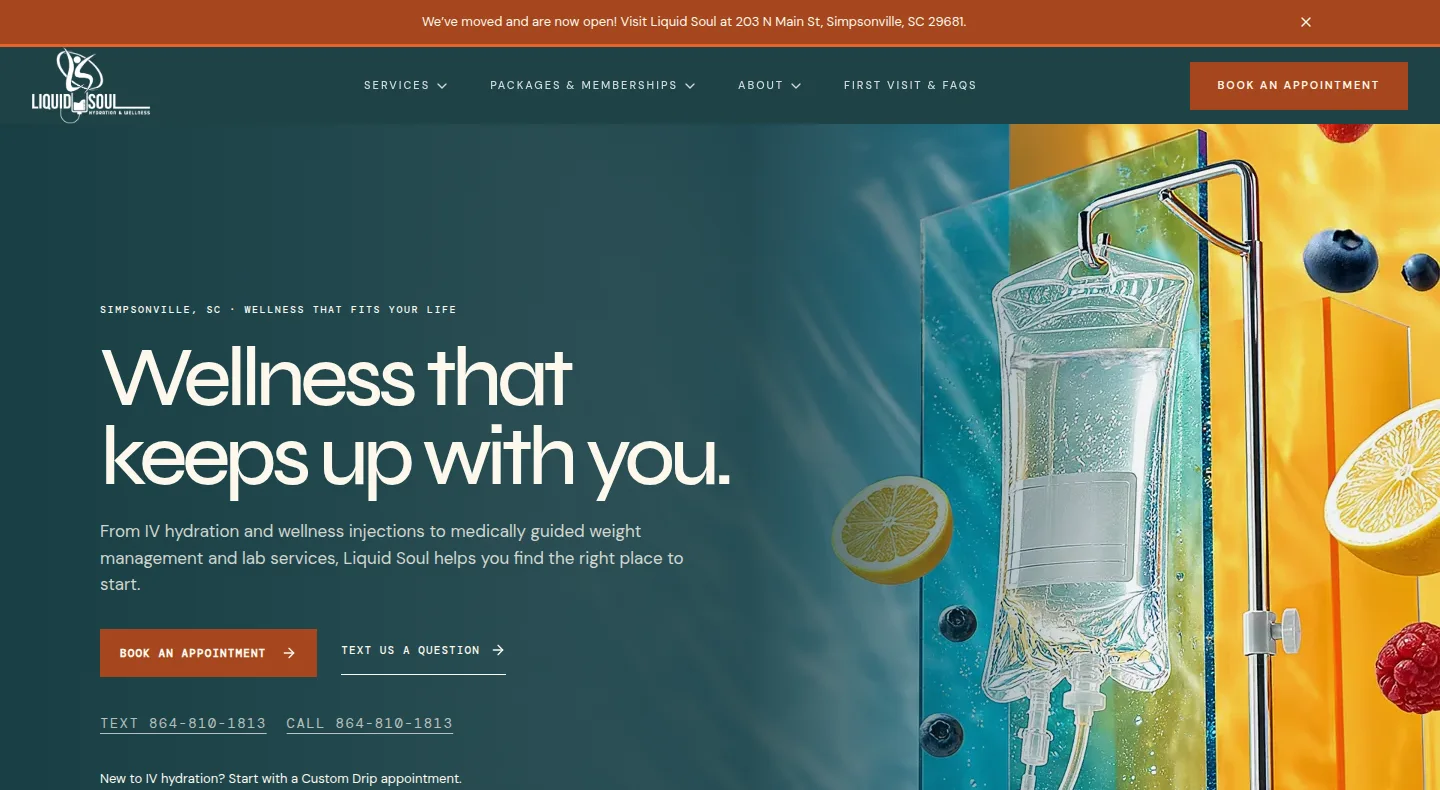 We've moved and are now open! Visit Liquid Soul at 203 N Main St, Simpsonville, SC 29681.
LIQUID SOUL
HYDRATION & WELLNESS
SERVICES
PACKAGES & MEMBERSHIPS
ABOUT
FIRST VISIT & FAQS
BOOK AN APPOINTMENT
SIMPSONVILLE, SC · WELLNESS THAT FITS YOUR LIFE
Wellness that
keeps up with you.
From IV hydration and wellness injections to medically guided weight
management and lab services, Liquid Soul helps you find the right place to
start.
BOOK AN APPOINTMENT →
TEXT US A QUESTION →
TEXT 864-810-1813
CALL 864-810-1813
New to IV hydration? Start with a Custom Drip appointment.